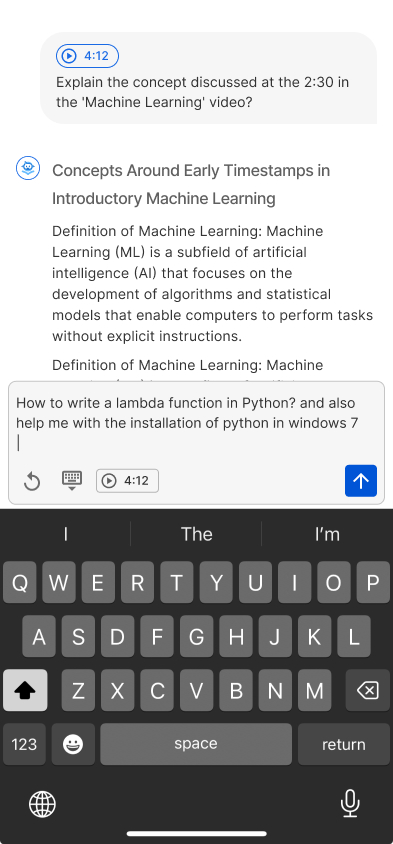 4:12
Explain the concept discussed at the 2:30 in
the 'Machine Learning' video?
Concepts Around Early Timestamps in
Introductory Machine Learning
Definition of Machine Learning: Machine
Learning (ML) is a subfield of artificial
intelligence (AI) that focuses on the
development of algorithms and statistical
models that enable computers to perform tasks
without explicit instructions.
Definition of Machine Learning: Machine
How to write a lambda function in Python? and also
help me with the installation of python in windows 7
4:12
I The I'm
Q W E R T Y U I O P
A S D F G H J K L
Z X C V B N M
123 space return